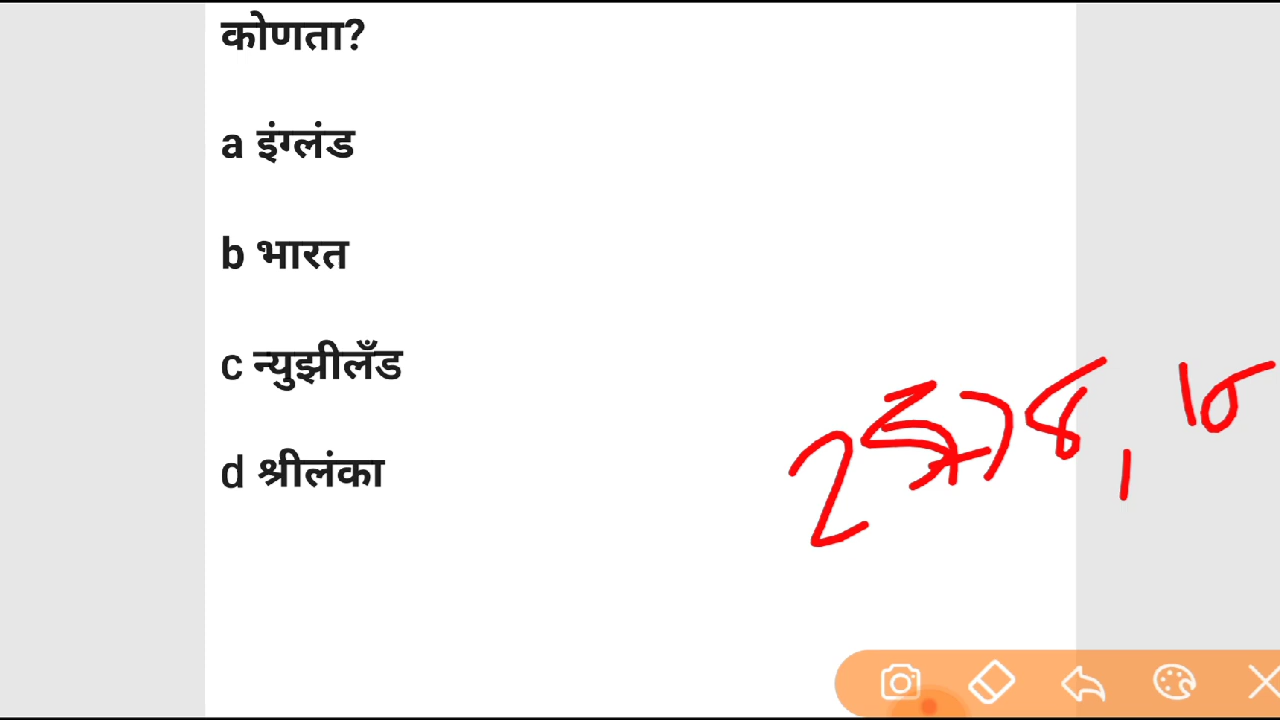 कोणता?
a इंग्लंड
b भारत
c न्युझीलँड
d श्रीलंका